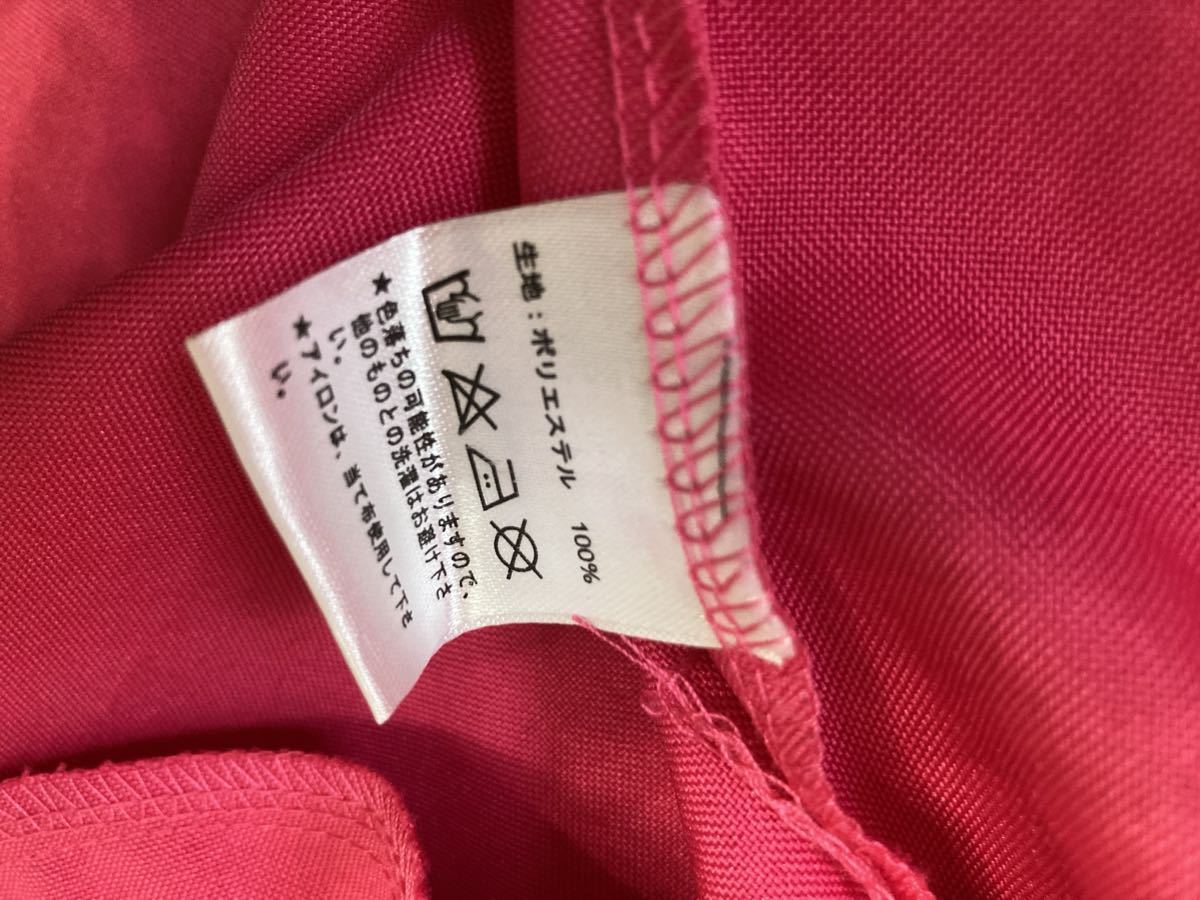 生地：ポリエステル 100%
★色落ちの可能性がありますので、
他のものとの洗濯はお避け下さ
い。
★アイロンは、当て布使用して下さ
い。